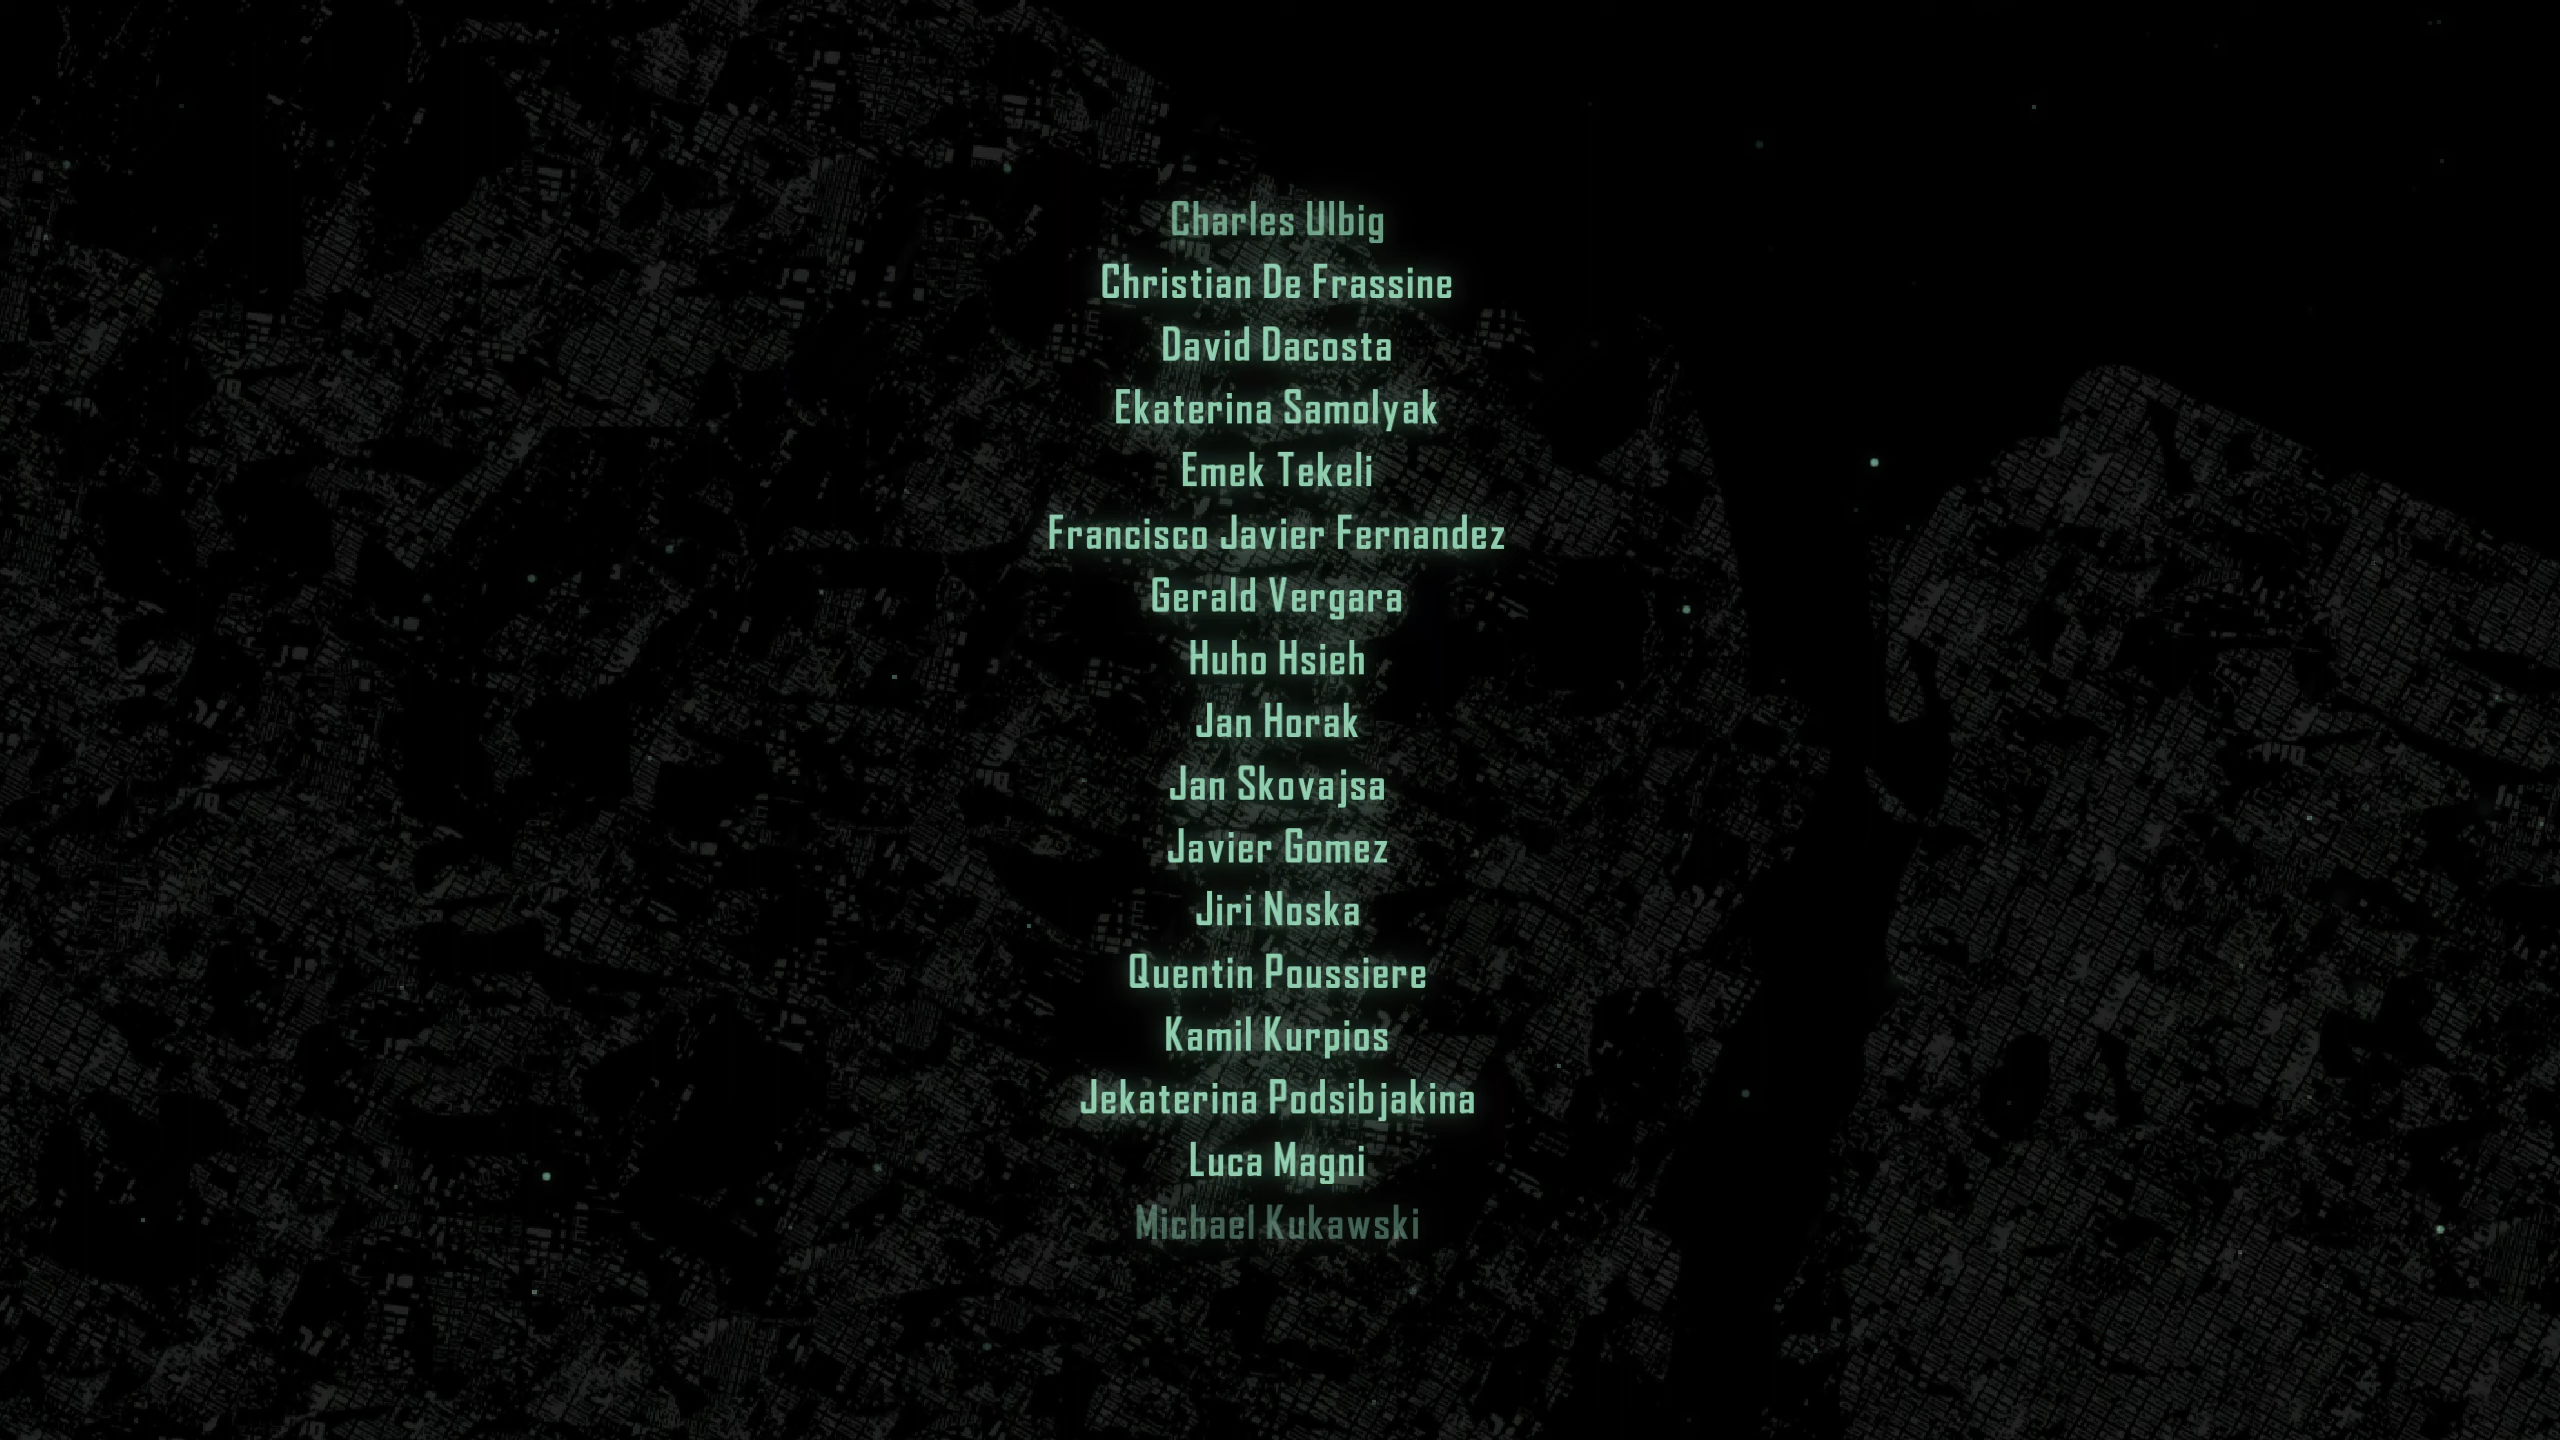 Charles Ulbig
Christian De Frassine
David Dacosta
Ekaterina Samolyak
Emek Tekeli
Francisco Javier Fernandez
Gerald Vergara
Huho Hsieh
Jan Horak
Jan Skovajsa
Javier Gomez
Jiri Noska
Quentin Poussiere
Kamil Kurpios
Jekaterina Podsibjakina
Luca Magni
Michael Kukawski